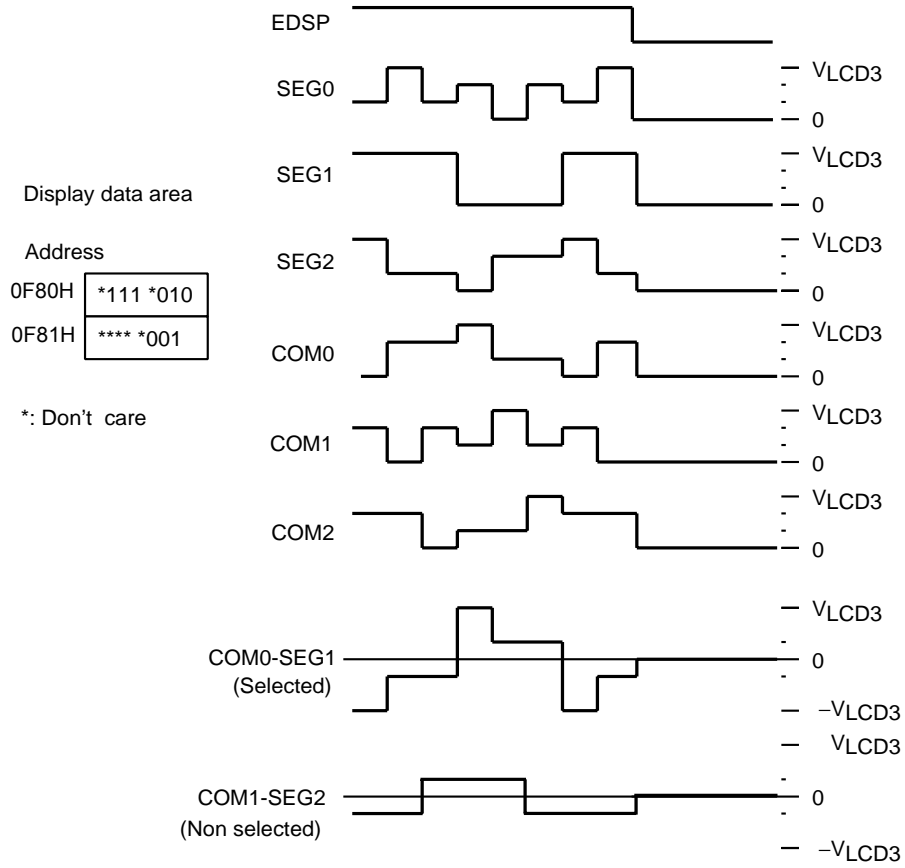 EDSP
SEG0
VLCD3
0
SEG1
VLCD3
0
Display data area
Address
0F80H *111 *010
0F81H **** *001
*: Don't care
SEG2
VLCD3
0
COM0
VLCD3
0
COM1
VLCD3
0
COM2
VLCD3
0
COM0-SEG1
(Selected)
VLCD3
0
−VLCD3
COM1-SEG2
(Non selected)
VLCD3
0
−VLCD3